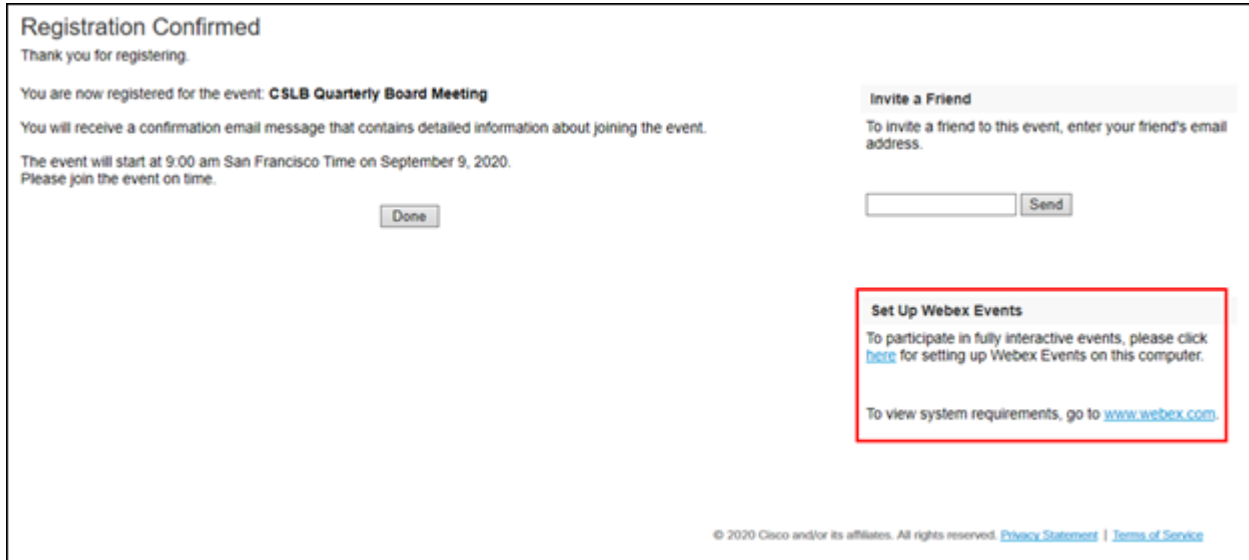 Registration Confirmed
Thank you for registering.
You are now registered for the event: CSLB Quarterly Board Meeting
You will receive a confirmation email message that contains detailed information about joining the event.
The event will start at 9:00 am San Francisco Time on September 9, 2020.
Please join the event on time.
Done
Invite a Friend
To invite a friend to this event, enter your friend's email
address.
Send
Set Up Webex Events
To participate in fully interactive events, please click
here for setting up Webex Events on this computer.
To view system requirements, go to www.webex.com.
© 2020 Cisco and/or its affiliates. All rights reserved. Privacy Statement | Terms of Service